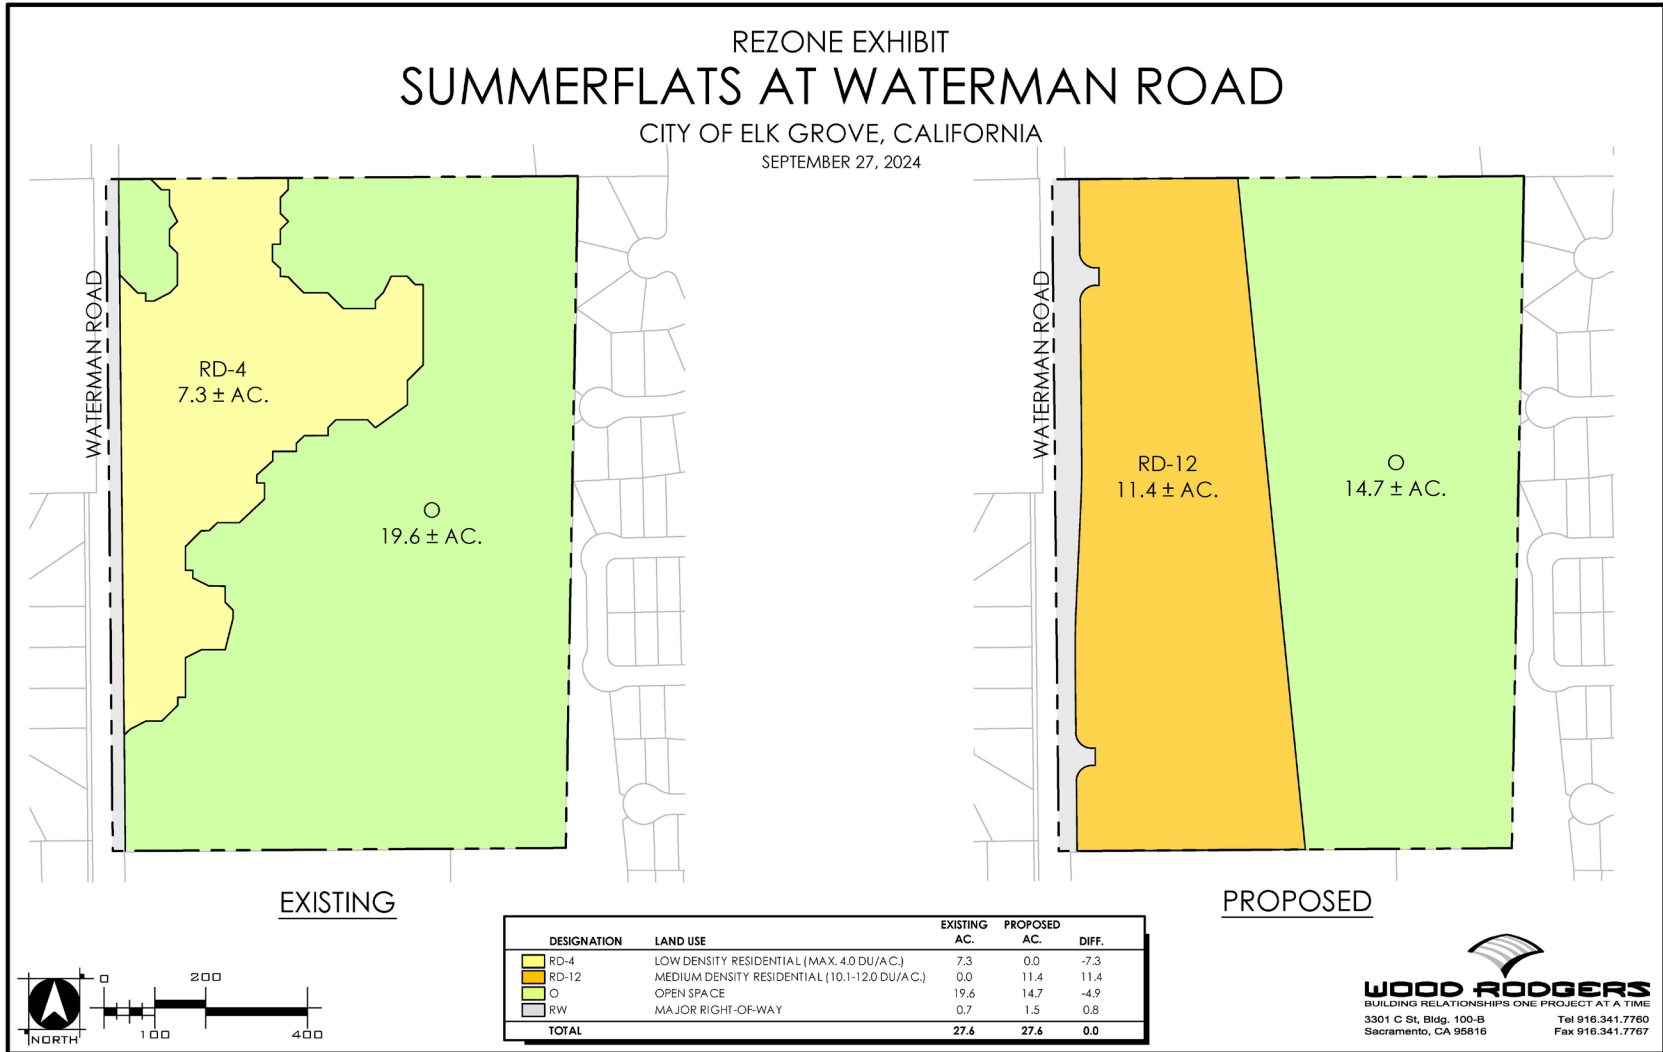 REZONE EXHIBIT
SUMMERFLATS AT WATERMAN ROAD
CITY OF ELK GROVE, CALIFORNIA
SEPTEMBER 27, 2024
WATERMAN ROAD
RD-4
7.3 ± AC.
O
19.6 ± AC.
EXISTING
WATERMAN ROAD
RD-12
11.4 ± AC.
O
14.7 ± AC.
PROPOSED
NORTH
0 200
100 400
EXISTING PROPOSED
DESIGNATION LAND USE AC. AC. DIFF.
RD-4 LOW DENSITY RESIDENTIAL (MAX. 4.0 DU/AC.) 7.3 0.0 -7.3
RD-12 MEDIUM DENSITY RESIDENTIAL (10.1-12.0 DU/AC.) 0.0 11.4 11.4
O OPEN SPACE 19.6 14.7 -4.9
RW MAJOR RIGHT-OF-WAY 0.7 1.5 0.8
TOTAL 27.6 27.6 0.0
WOOD RODGERS
BUILDING RELATIONSHIPS ONE PROJECT AT A TIME
3301 C St, Bldg. 100-B Tel 916.341.7760
Sacramento, CA 95816 Fax 916.341.7767